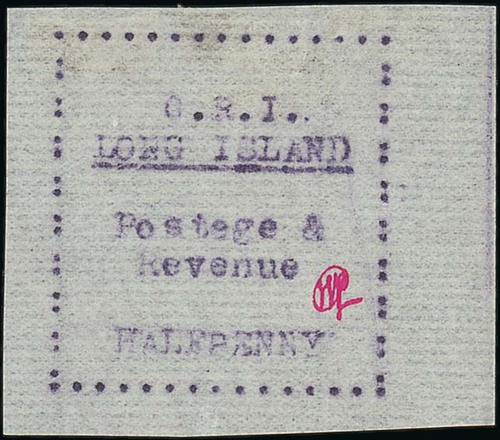 G.R.I.
LONG ISLAND
Postage &
Revenue
HALFPENNY